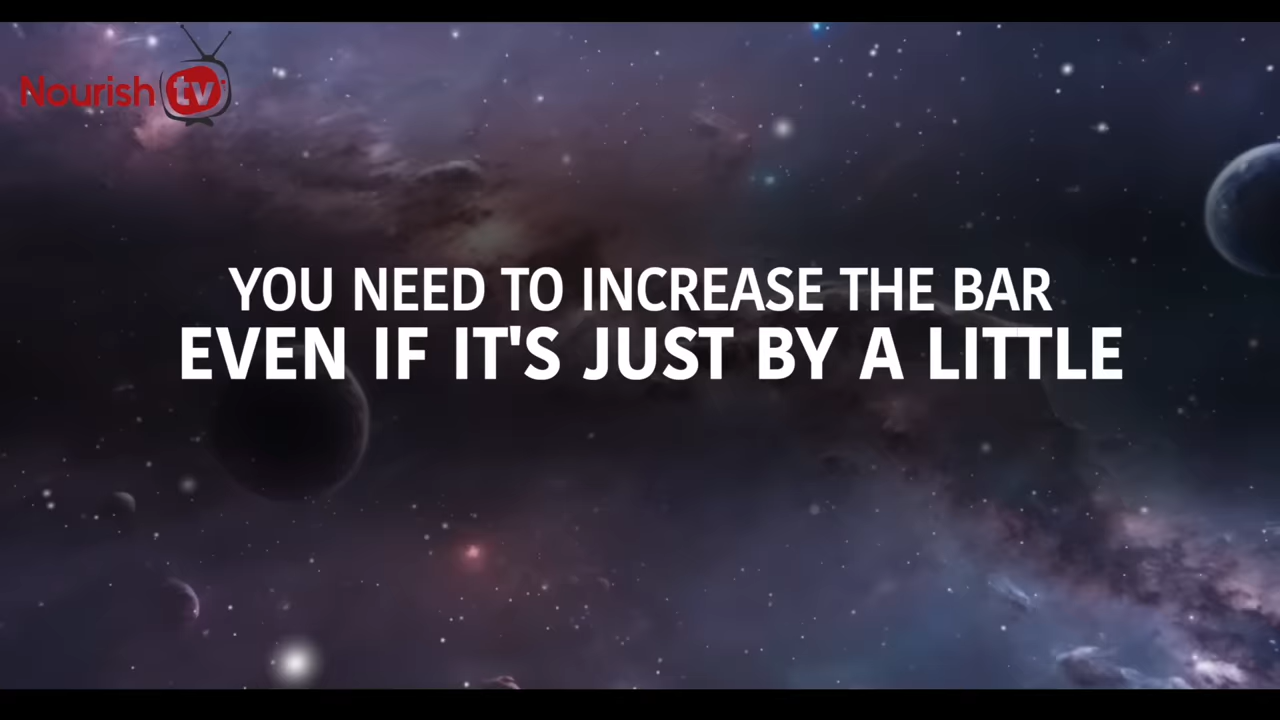 Nourish tv
YOU NEED TO INCREASE THE BAR
EVEN IF IT'S JUST BY A LITTLE